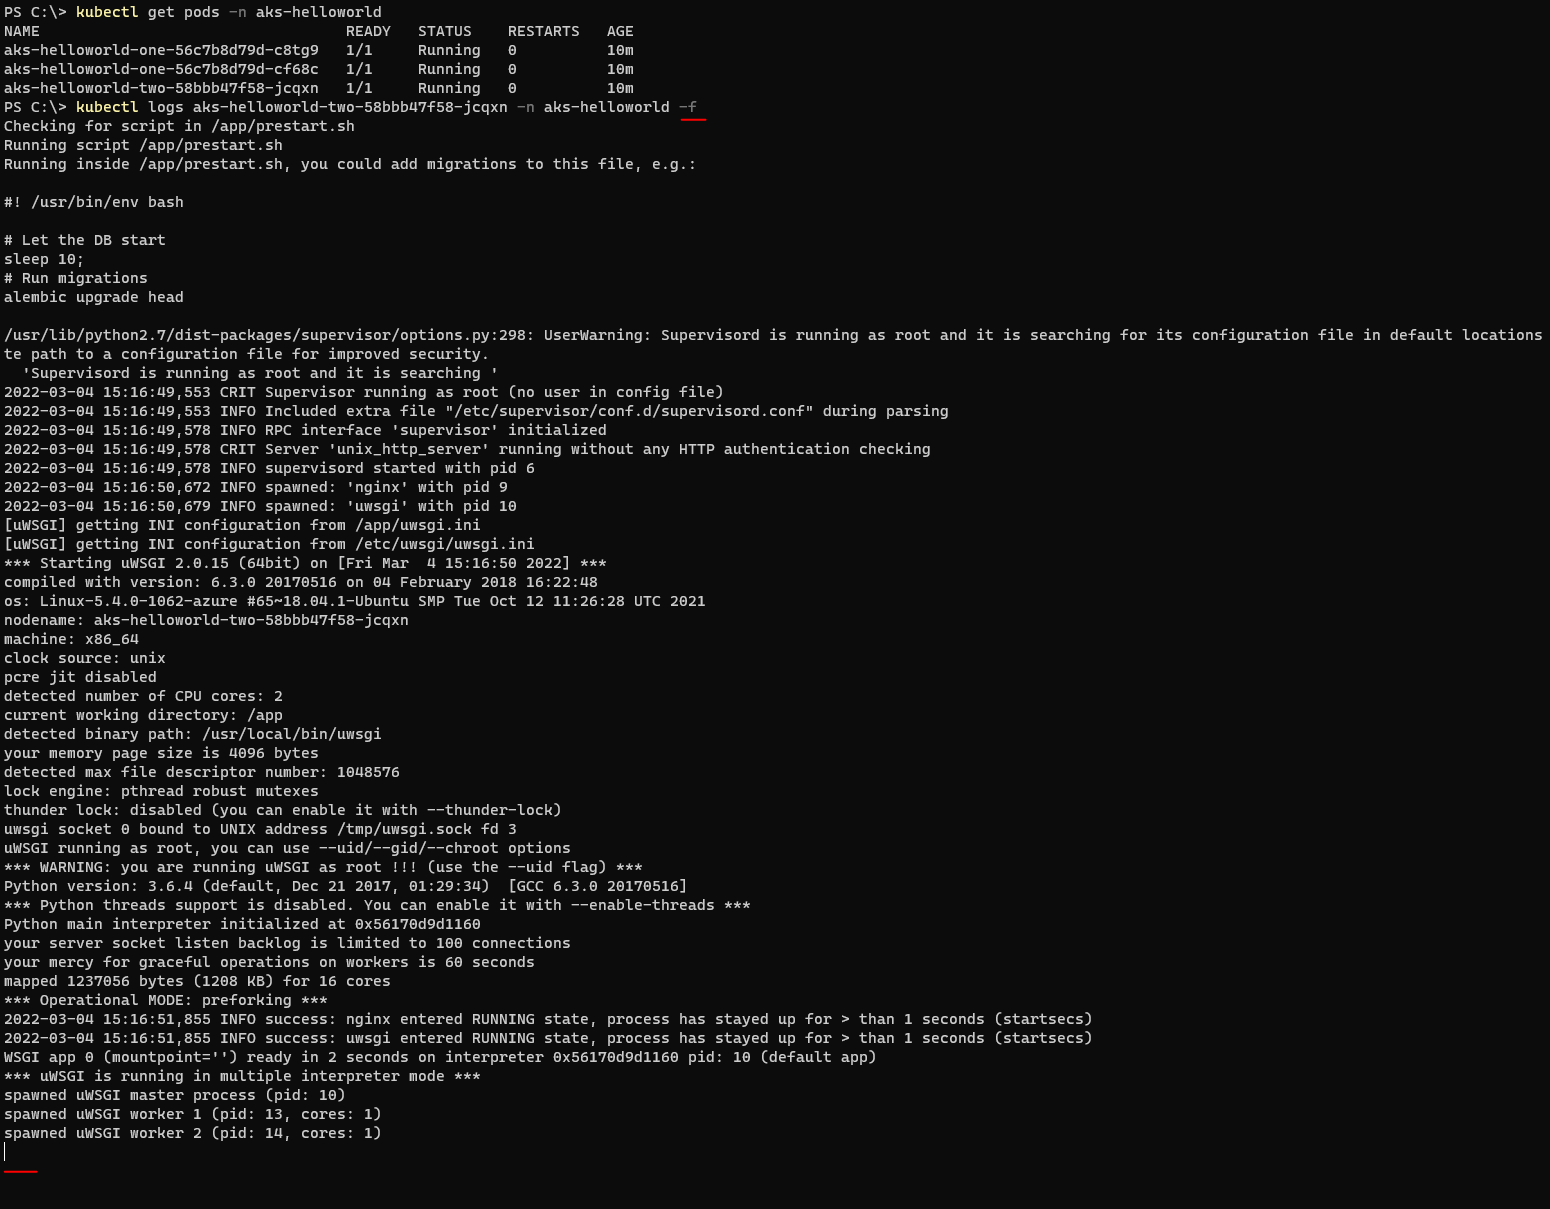 PS C:\> kubectl get pods -n aks-helloworld
NAME                                  READY   STATUS    RESTARTS   AGE
aks-helloworld-one-56c7b8d79d-c8tg9   1/1     Running   0          10m
aks-helloworld-one-56c7b8d79d-cf68c   1/1     Running   0          10m
aks-helloworld-two-58bbb47f58-jcqxn   1/1     Running   0          10m
PS C:\> kubectl logs aks-helloworld-two-58bbb47f58-jcqxn -n aks-helloworld -f
Checking for script in /app/prestart.sh
Running script /app/prestart.sh
Running inside /app/prestart.sh, you could add migrations to this file, e.g.:
#! /usr/bin/env bash
# Let the DB start
sleep 10;
# Run migrations
alembic upgrade head
/usr/lib/python2.7/dist-packages/supervisor/options.py:298: UserWarning: Supervisord is running as root and it is searching for its configuration file in default locations
te path to a configuration file for improved security.
  'Supervisord is running as root and it is searching '
2022-03-04 15:16:49,553 CRIT Supervisor running as root (no user in config file)
2022-03-04 15:16:49,553 INFO Included extra file "/etc/supervisor/conf.d/supervisord.conf" during parsing
2022-03-04 15:16:49,578 INFO RPC interface 'supervisor' initialized
2022-03-04 15:16:49,578 CRIT Server 'unix_http_server' running without any HTTP authentication checking
2022-03-04 15:16:49,578 INFO supervisord started with pid 6
2022-03-04 15:16:50,672 INFO spawned: 'nginx' with pid 9
2022-03-04 15:16:50,679 INFO spawned: 'uwsgi' with pid 10
[uWSGI] getting INI configuration from /app/uwsgi.ini
[uWSGI] getting INI configuration from /etc/uwsgi/uwsgi.ini
*** Starting uWSGI 2.0.15 (64bit) on [Fri Mar  4 15:16:50 2022] ***
compiled with version: 6.3.0 20170516 on 04 February 2018 16:22:48
os: Linux-5.4.0-1062-azure #65~18.04.1-Ubuntu SMP Tue Oct 12 11:26:28 UTC 2021
nodename: aks-helloworld-two-58bbb47f58-jcqxn
machine: x86_64
clock source: unix
pcre jit disabled
detected number of CPU cores: 2
current working directory: /app
detected binary path: /usr/local/bin/uwsgi
your memory page size is 4096 bytes
detected max file descriptor number: 1048576
lock engine: pthread robust mutexes
thunder lock: disabled (you can enable it with --thunder-lock)
uwsgi socket 0 bound to UNIX address /tmp/uwsgi.sock fd 3
uWSGI running as root, you can use --uid/--gid/--chroot options
*** WARNING: you are running uWSGI as root !!! (use the --uid flag) ***
Python version: 3.6.4 (default, Dec 21 2017, 01:29:34)  [GCC 6.3.0 20170516]
*** Python threads support is disabled. You can enable it with --enable-threads ***
Python main interpreter initialized at 0x56170d9d1160
your server socket listen backlog is limited to 100 connections
your mercy for graceful operations on workers is 60 seconds
mapped 1237056 bytes (1208 KB) for 16 cores
*** Operational MODE: preforking ***
2022-03-04 15:16:51,855 INFO success: nginx entered RUNNING state, process has stayed up for > than 1 seconds (startsecs)
2022-03-04 15:16:51,855 INFO success: uwsgi entered RUNNING state, process has stayed up for > than 1 seconds (startsecs)
WSGI app 0 (mountpoint='') ready in 2 seconds on interpreter 0x56170d9d1160 pid: 10 (default app)
*** uWSGI is running in multiple interpreter mode ***
spawned uWSGI master process (pid: 10)
spawned uWSGI worker 1 (pid: 13, cores: 1)
spawned uWSGI worker 2 (pid: 14, cores: 1)